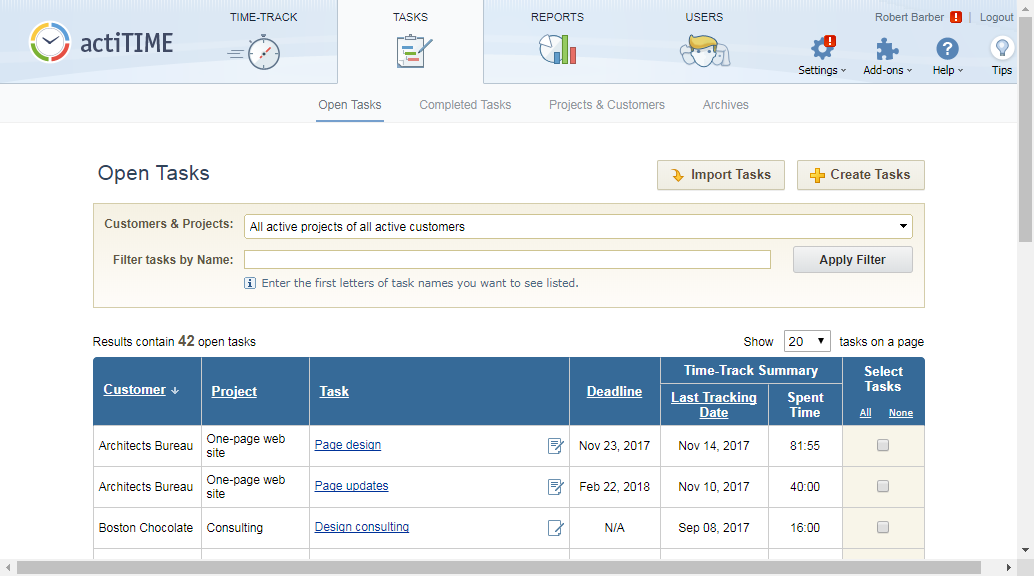 actiTIME
TIME-TRACK
TASKS
REPORTS
USERS
Robert Barber ! | Logout
Settings
Add-ons
? Help
Tips
Open Tasks
Completed Tasks
Projects & Customers
Archives
Open Tasks
Import Tasks
Create Tasks
Customers & Projects:
All active projects of all active customers
Filter tasks by Name:
Apply Filter
i Enter the first letters of task names you want to see listed.
Results contain 42 open tasks
Show 20 tasks on a page
Customer
Project
Task
Deadline
Time-Track Summary
Last Tracking
Date
Spent
Time
Select
Tasks
All None
Architects Bureau
One-page web
site
Page design
Nov 23, 2017
Nov 14, 2017
81:55
Architects Bureau
One-page web
site
Page updates
Feb 22, 2018
Nov 10, 2017
40:00
Boston Chocolate
Consulting
Design consulting
N/A
Sep 08, 2017
16:00